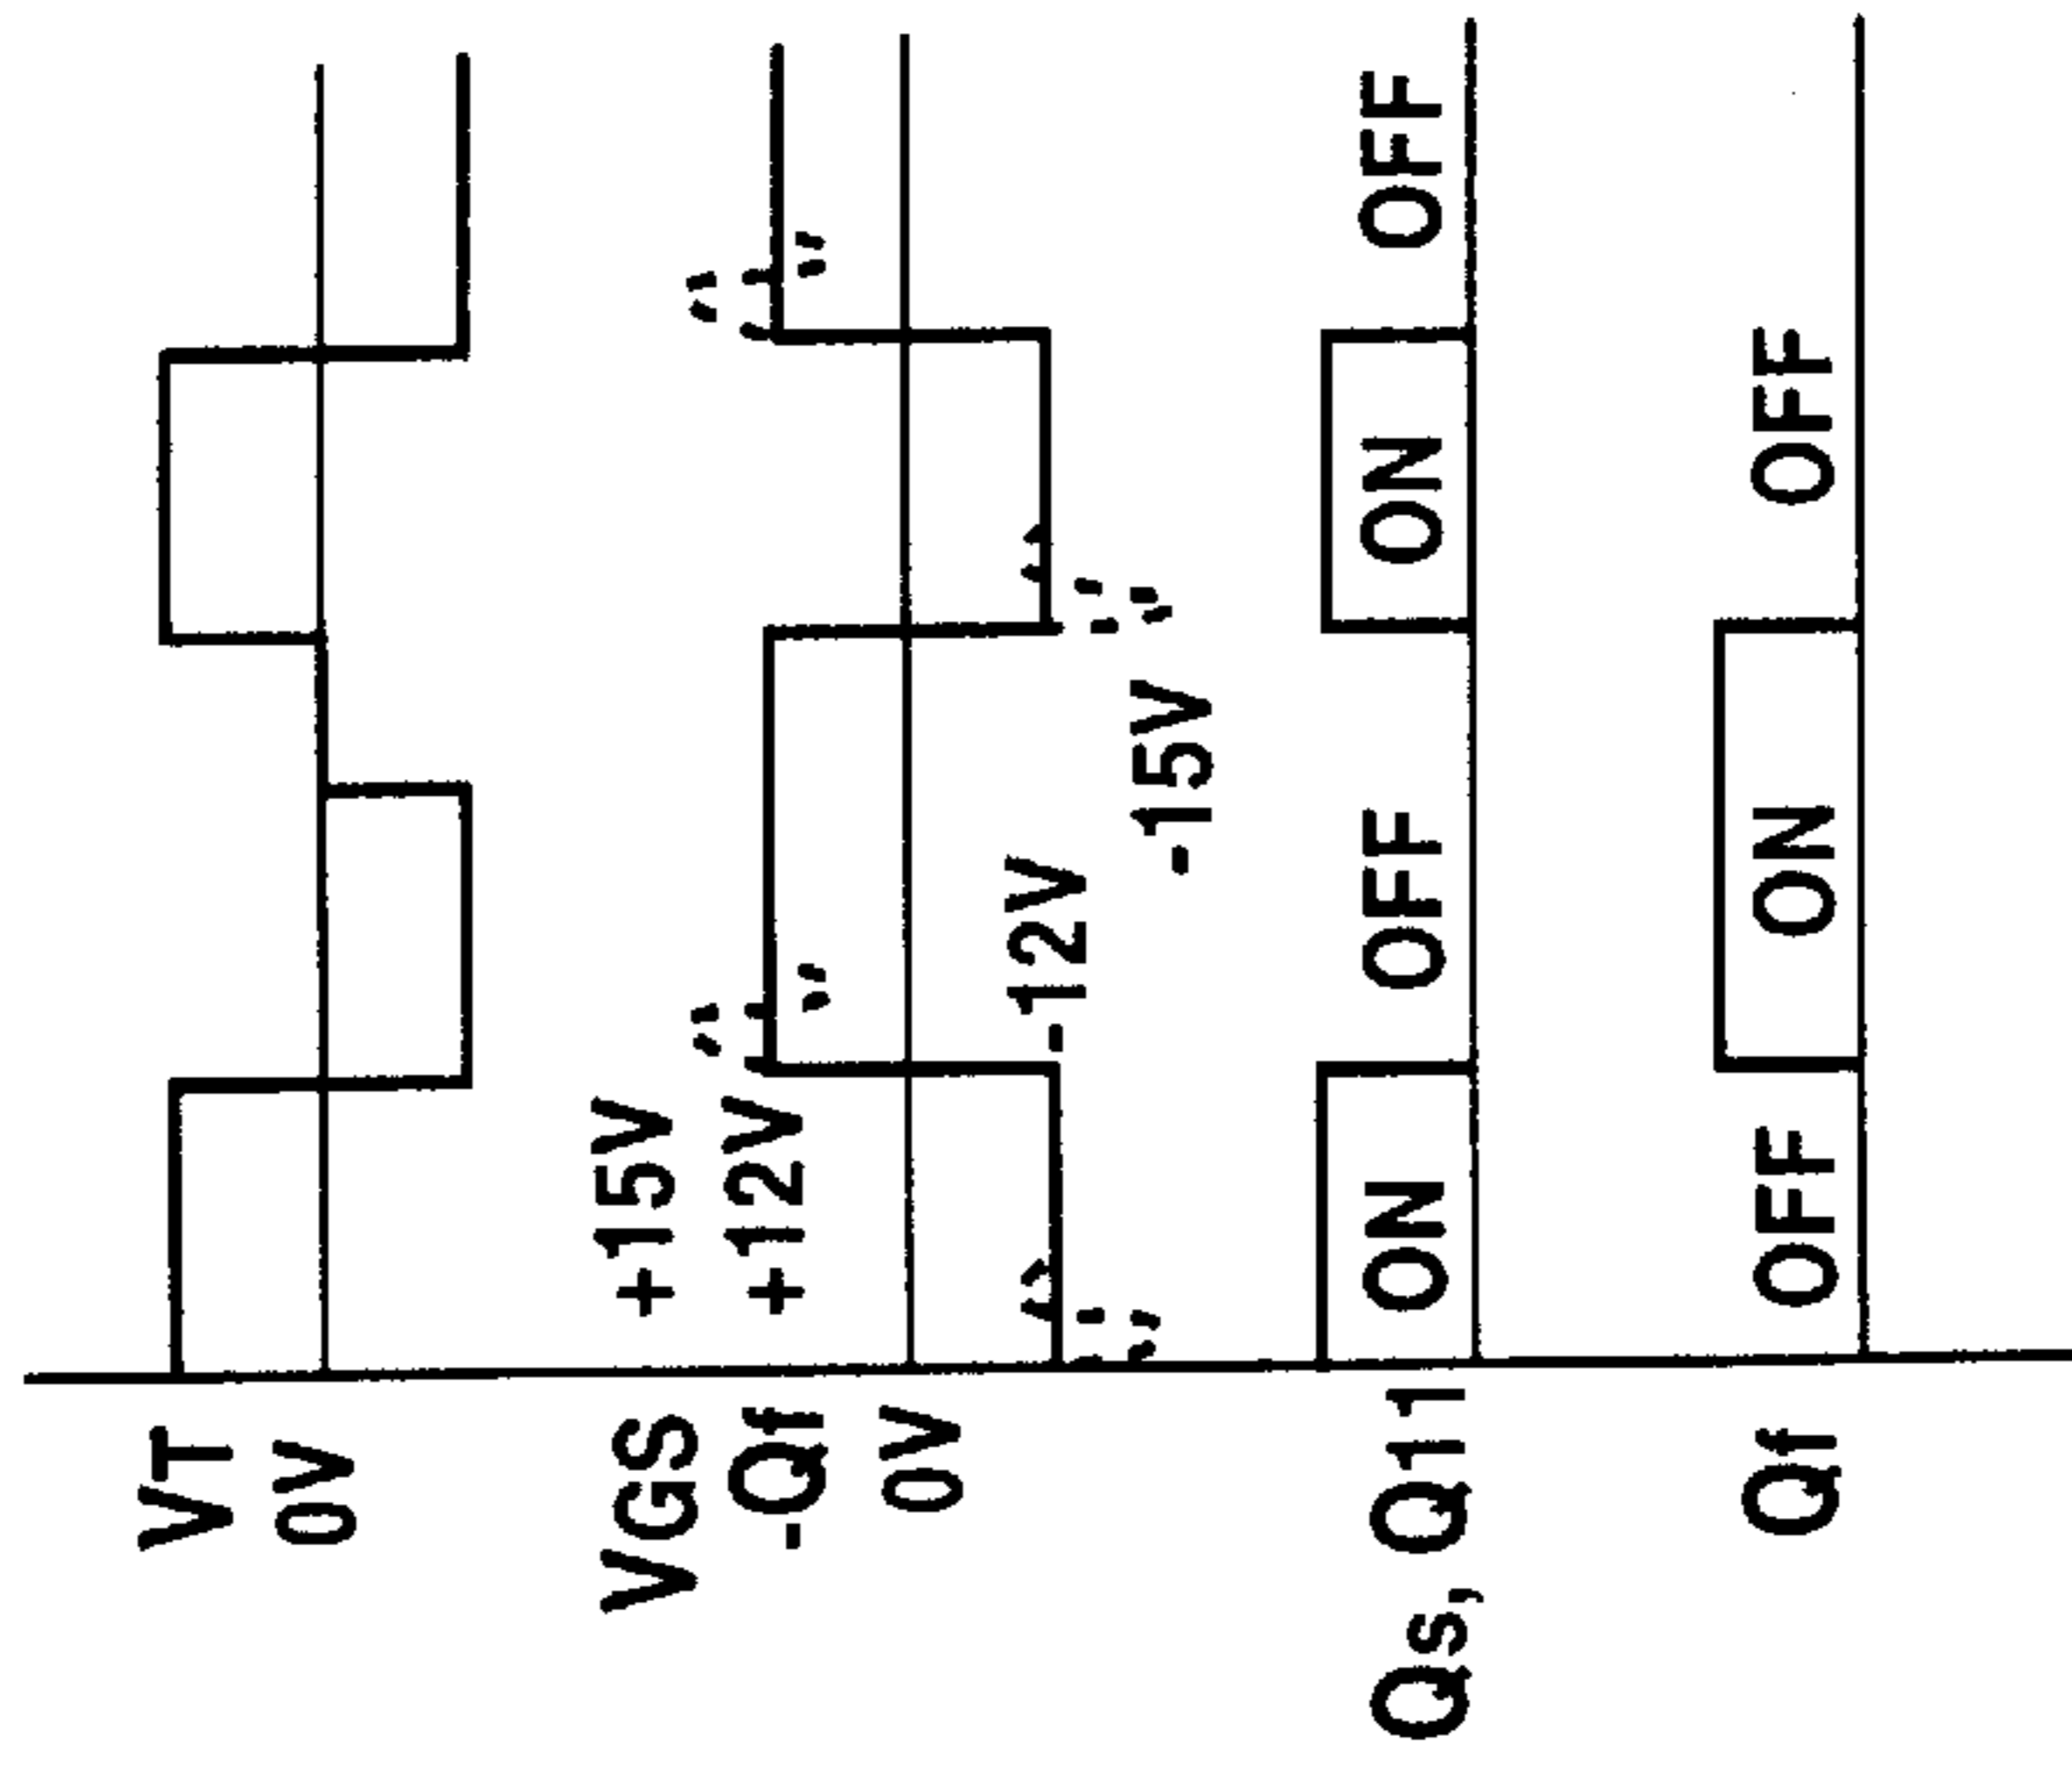 VT
0V
+15V
VGS
+12V
-Qf
0V
-12V
-15V
Qs, Q11 ON OFF ON OFF
Qf OFF ON OFF